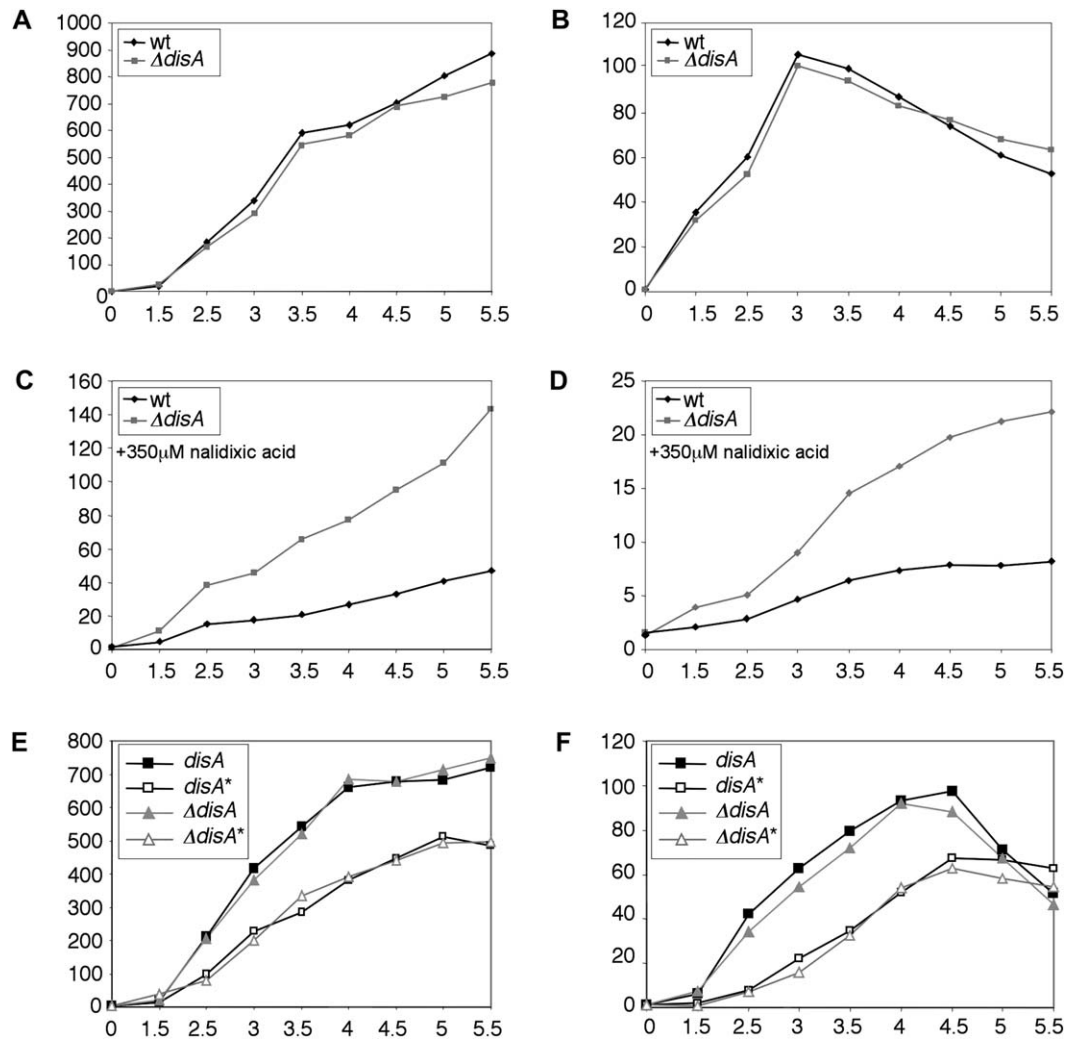 A
1000
900
800
700
600
500
400
300
200
100
0
wt
ΔdisA
0 1.5 2.5 3 3.5 4 4.5 5 5.5
B
120
100
80
60
40
20
0
wt
ΔdisA
0 1.5 2.5 3 3.5 4 4.5 5 5.5
C
160
140
120
100
80
60
40
20
0
wt
ΔdisA
+350μM nalidixic acid
0 1.5 2.5 3 3.5 4 4.5 5 5.5
D
25
20
15
10
5
0
wt
ΔdisA
+350μM nalidixic acid
0 1.5 2.5 3 3.5 4 4.5 5 5.5
E
800
700
600
500
400
300
200
100
0
disA
disA*
ΔdisA
ΔdisA*
0 1.5 2.5 3 3.5 4 4.5 5 5.5
F
120
100
80
60
40
20
0
disA
disA*
ΔdisA
ΔdisA*
0 1.5 2.5 3 3.5 4 4.5 5 5.5